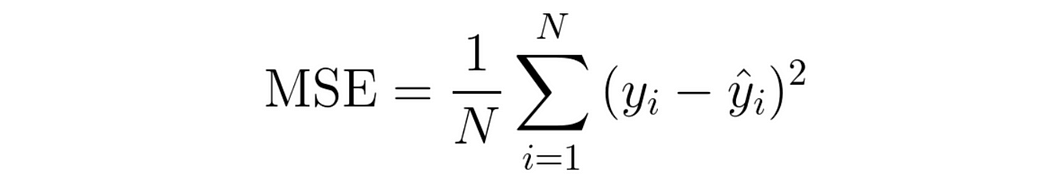 MSE = \frac{1}{N} \sum_{i=1}^{N} (y_i - \hat{y}_i)^2